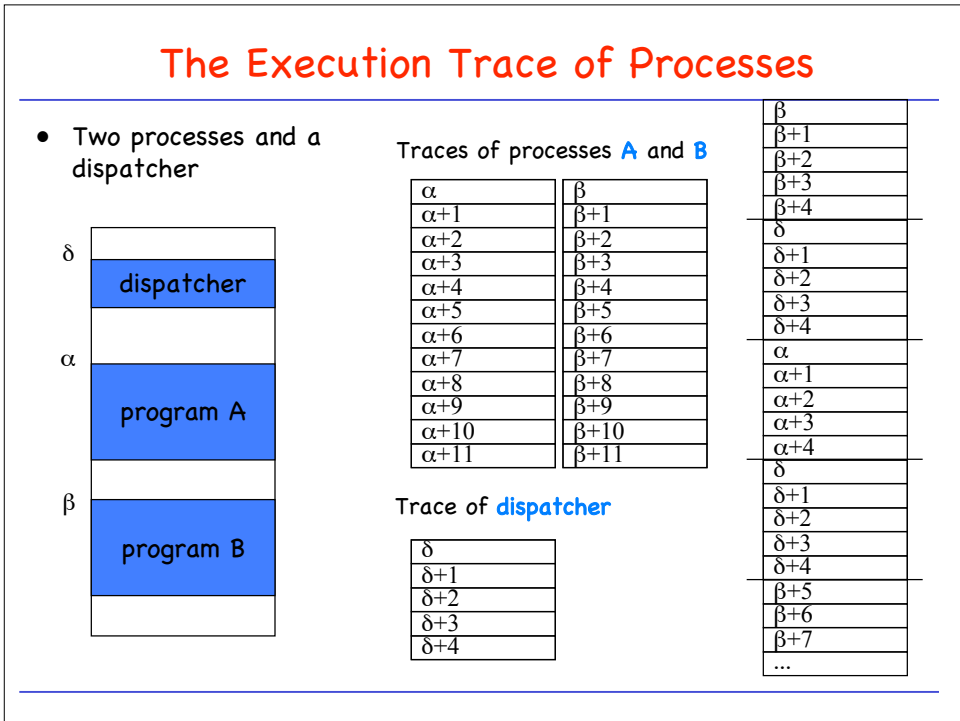 The Execution Trace of Processes
● Two processes and a
dispatcher
δ
dispatcher
α
program A
β
program B
Traces of processes A and B
α
α+1
α+2
α+3
α+4
α+5
α+6
α+7
α+8
α+9
α+10
α+11
β
β+1
β+2
β+3
β+4
β+5
β+6
β+7
β+8
β+9
β+10
β+11
Trace of dispatcher
δ
δ+1
δ+2
δ+3
δ+4
β
β+1
β+2
β+3
β+4
δ
δ+1
δ+2
δ+3
δ+4
α
α+1
α+2
α+3
α+4
δ
δ+1
δ+2
δ+3
δ+4
β+5
β+6
β+7
...